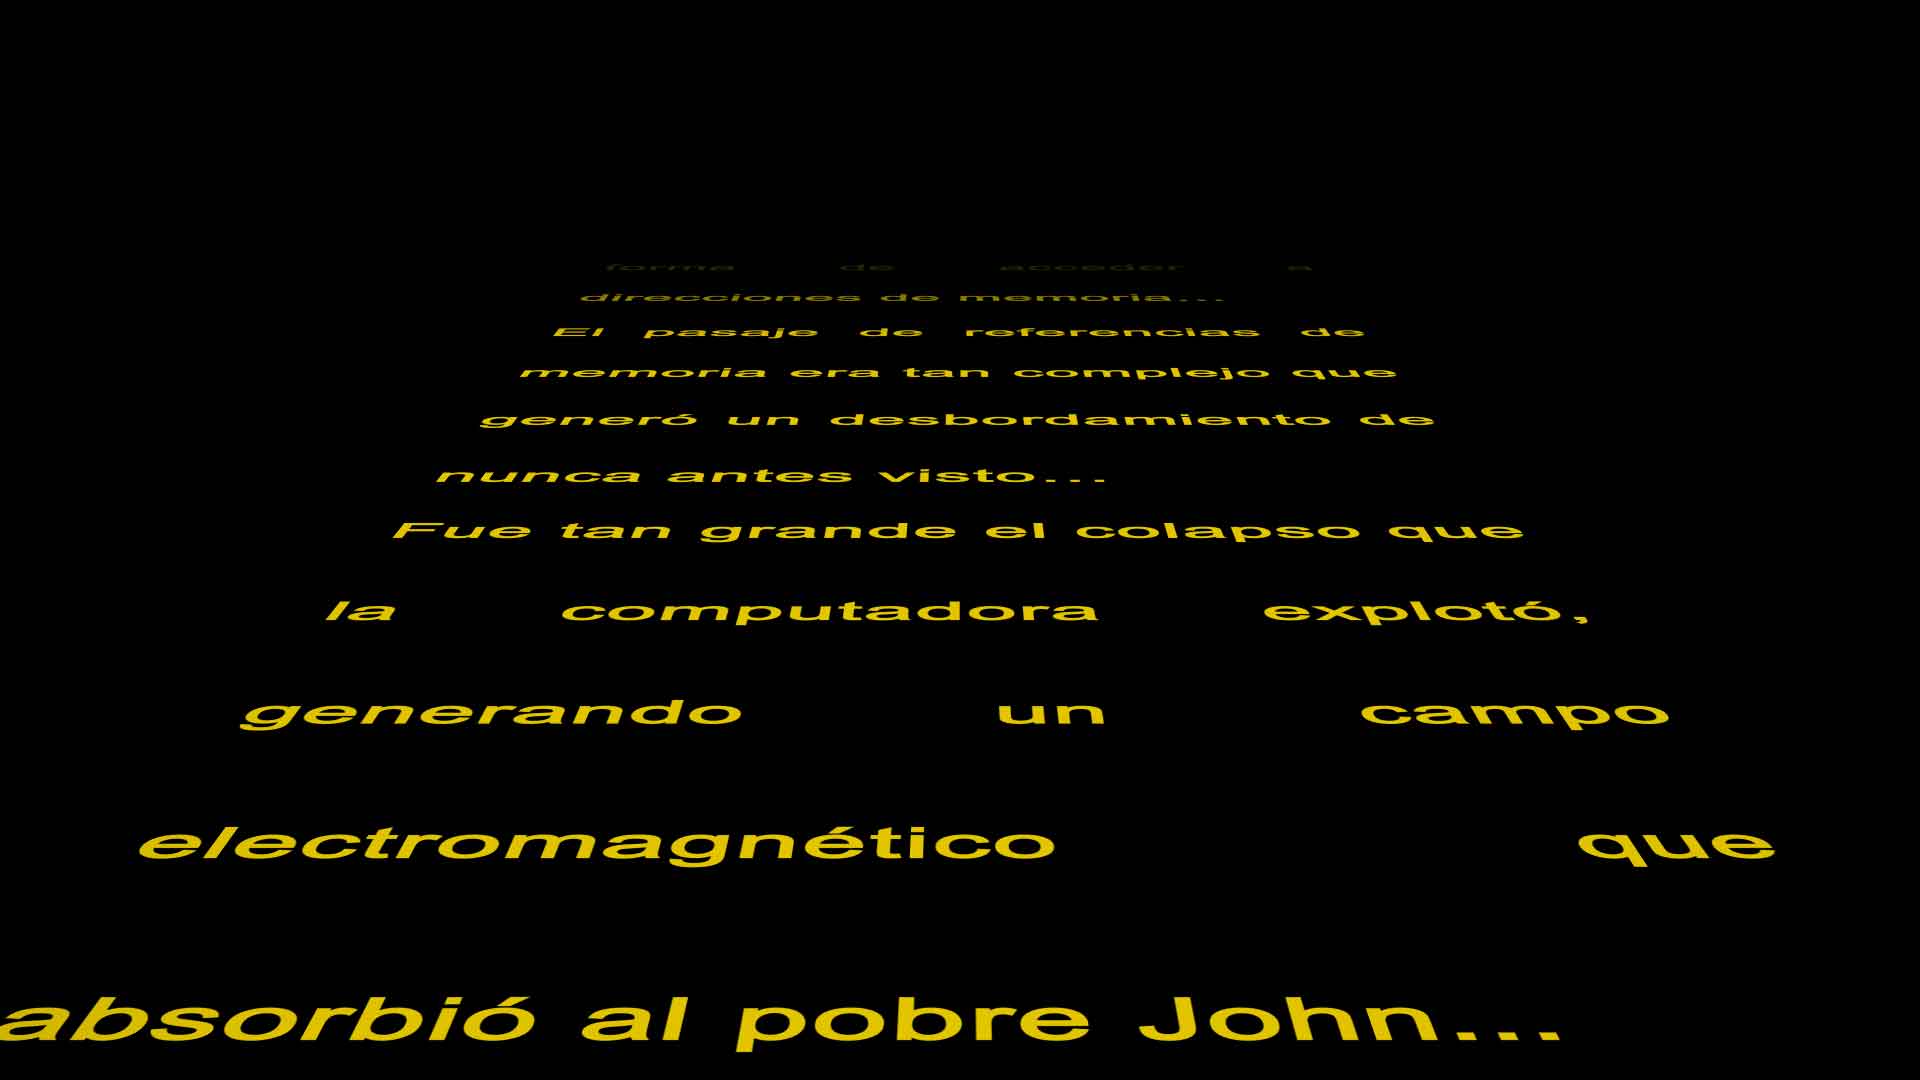 forma de acceder a
direcciones de memoria...
El pasaje de referencias de
memoria era tan complejo que
generó un desbordamiento de
nunca antes visto...
Fue tan grande el colapso que
la computadora explotó,
generando un campo
electromagnético que
absorbió al pobre John...